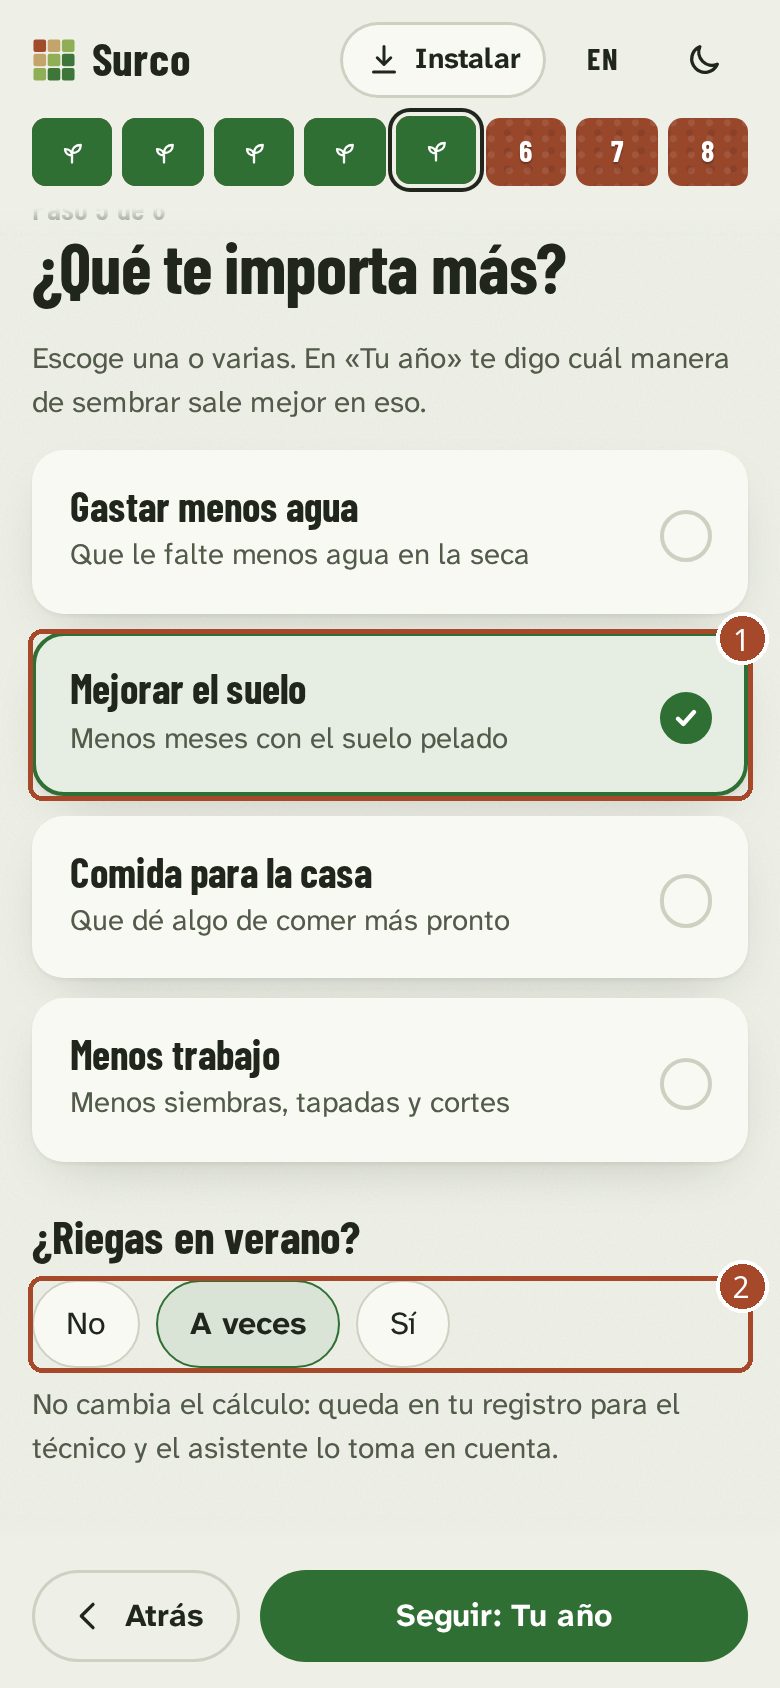 Surco
Instalar
EN
6
7
8
¿Qué te importa más?
Escoge una o varias. En «Tu año» te digo cuál manera
de sembrar sale mejor en eso.
Gastar menos agua
Que le falte menos agua en la seca
1
Mejorar el suelo
Menos meses con el suelo pelado
Comida para la casa
Que dé algo de comer más pronto
Menos trabajo
Menos siembras, tapadas y cortes
¿Riegas en verano?
2
No
A veces
Sí
No cambia el cálculo: queda en tu registro para el
técnico y el asistente lo toma en cuenta.
Atrás
Seguir: Tu año